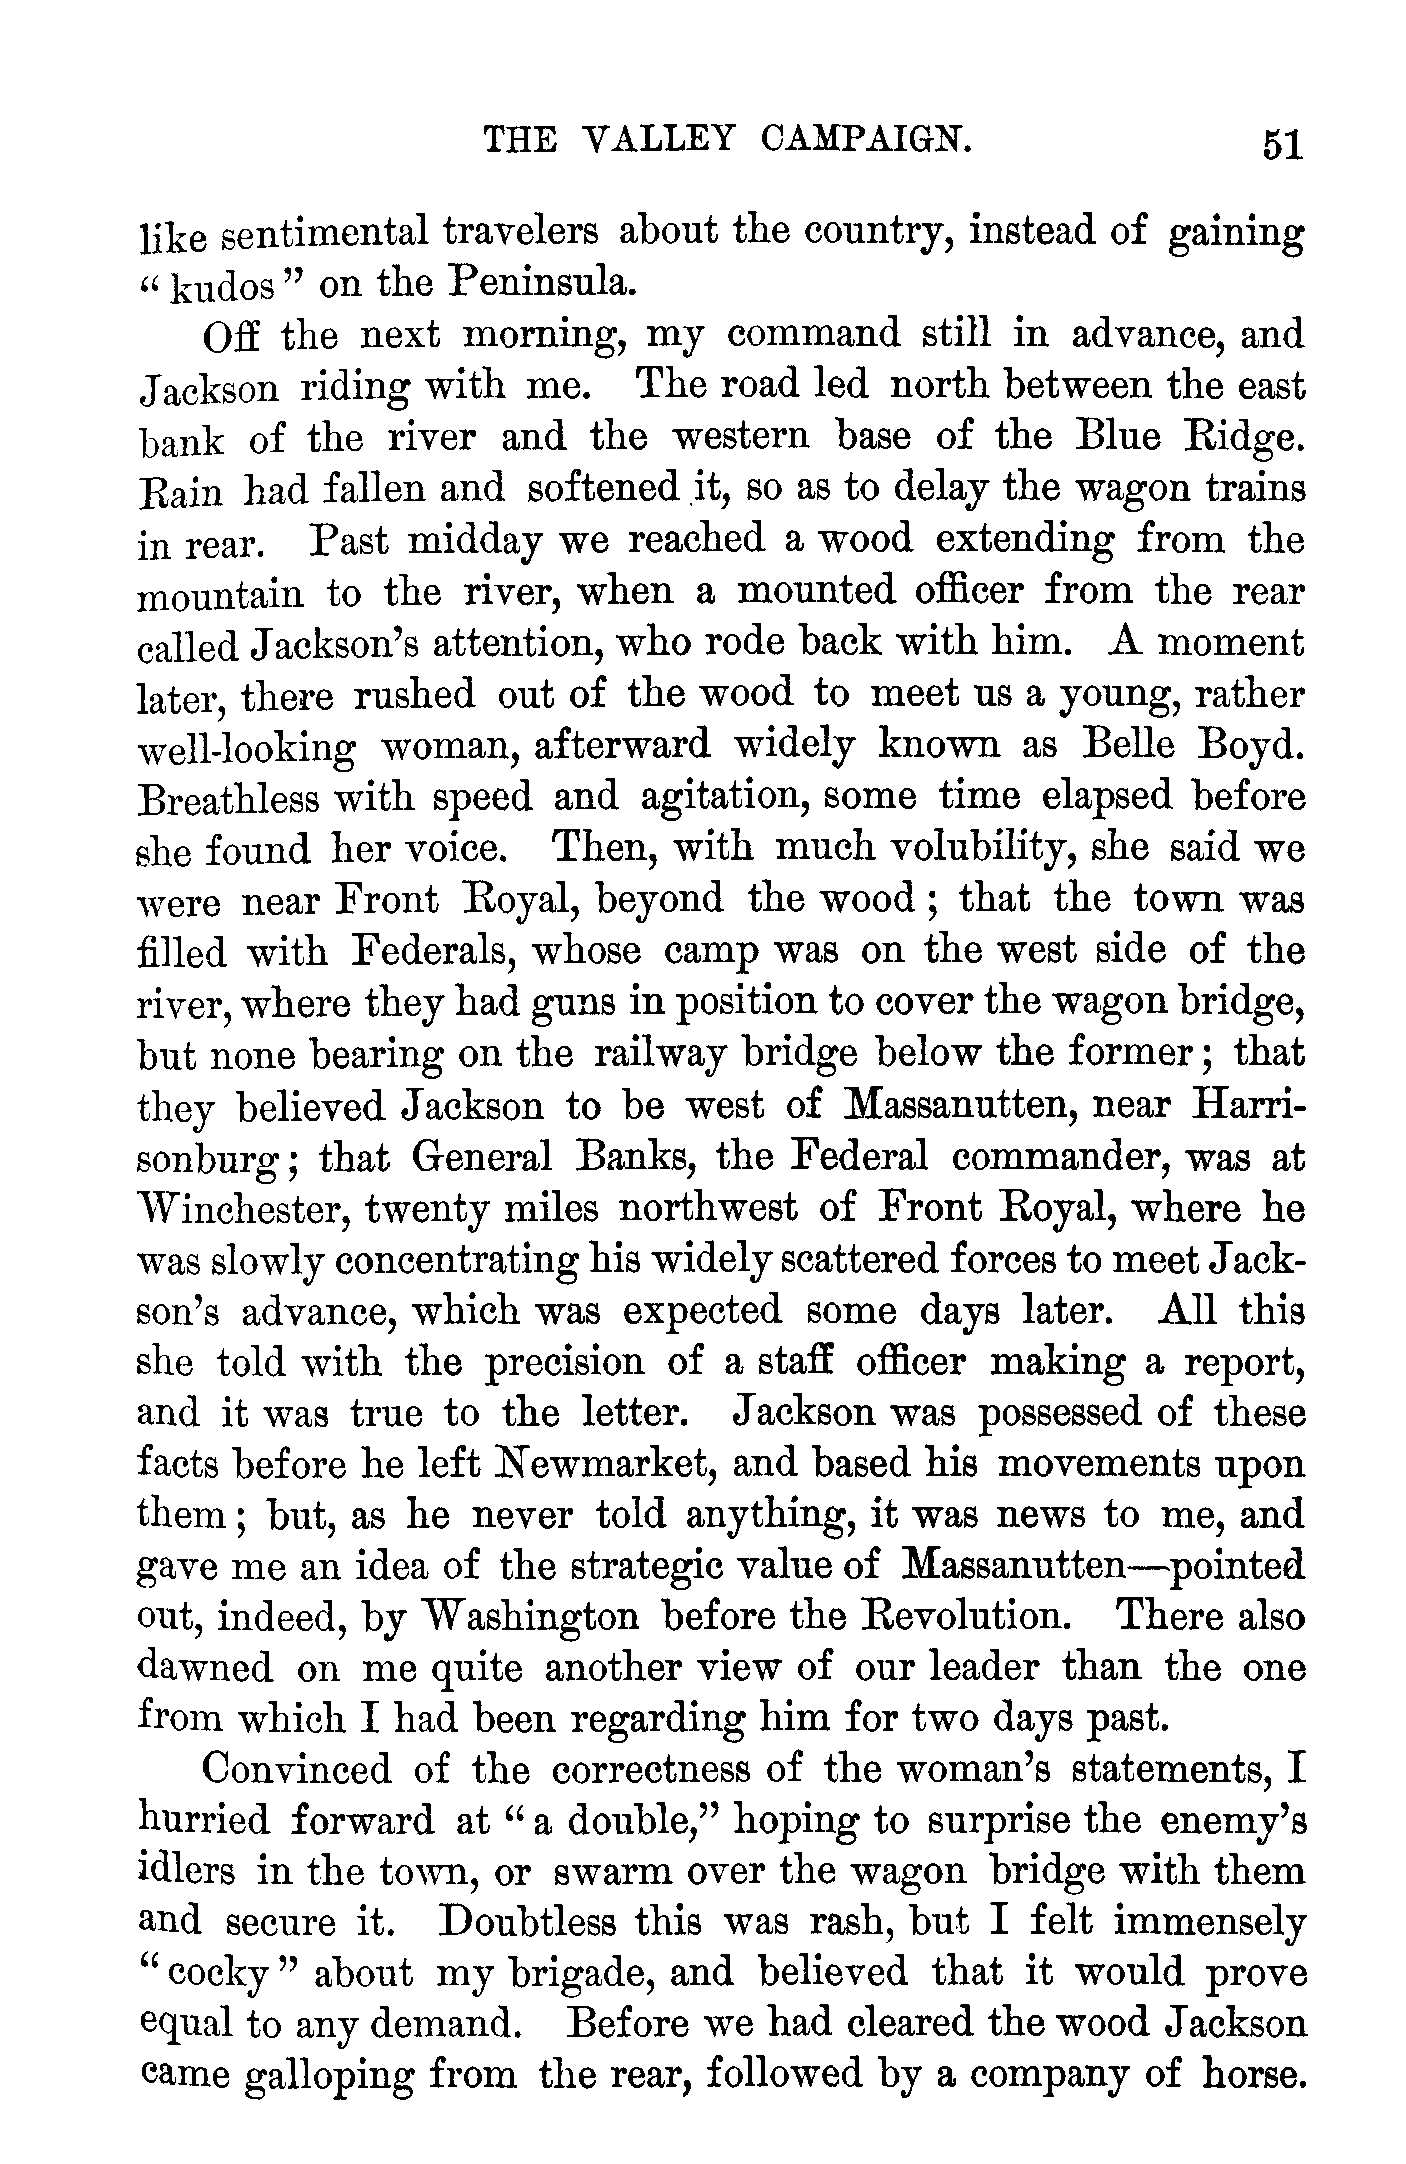 THE VALLEY CAMPAIGN. 51
like sentimental travelers about the country, instead of gaining
“ kudos ” on the Peninsula.
Off the next morning, my command still in advance, and
Jackson riding with me. The road led north between the east
bank of the river and the western base of the Blue Ridge.
Rain had fallen and softened it, so as to delay the wagon trains
in rear. Past midday we reached a wood extending from the
mountain to the river, when a mounted officer from the rear
called Jackson’s attention, who rode back with him. A moment
later, there rushed out of the wood to meet us a young, rather
well-looking woman, afterward widely known as Belle Boyd.
Breathless with speed and agitation, some time elapsed before
she found her voice. Then, with much volubility, she said we
were near Front Royal, beyond the wood ; that the town was
filled with Federals, whose camp was on the west side of the
river, where they had guns in position to cover the wagon bridge,
but none bearing on the railway bridge below the former ; that
they believed Jackson to be west of Massanutten, near Harri-
sonburg ; that General Banks, the Federal commander, was at
Winchester, twenty miles northwest of Front Royal, where he
was slowly concentrating his widely scattered forces to meet Jack-
son’s advance, which was expected some days later. All this
she told with the precision of a staff officer making a report,
and it was true to the letter. Jackson was possessed of these
facts before he left Newmarket, and based his movements upon
them ; but, as he never told anything, it was news to me, and
gave me an idea of the strategic value of Massanutten—pointed
out, indeed, by Washington before the Revolution. There also
dawned on me quite another view of our leader than the one
from which I had been regarding him for two days past.
Convinced of the correctness of the woman’s statements, I
hurried forward at “ a double,” hoping to surprise the enemy’s
idlers in the town, or swarm over the wagon bridge with them
and secure it. Doubtless this was rash, but I felt immensely
“ cocky ” about my brigade, and believed that it would prove
equal to any demand. Before we had cleared the wood Jackson
came galloping from the rear, followed by a company of horse.